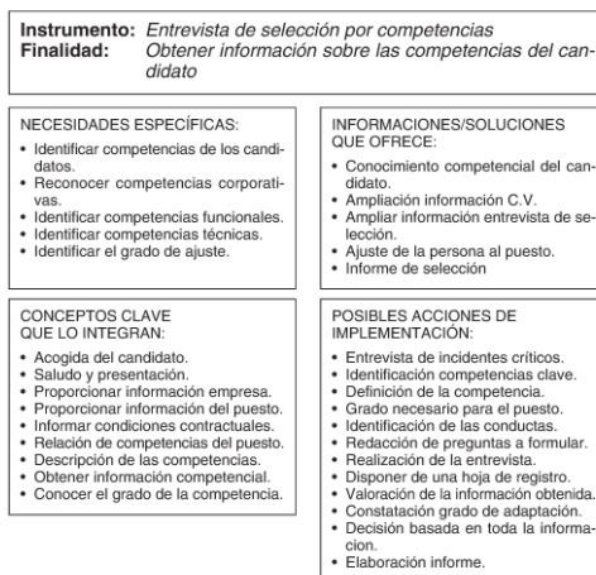 Instrumento: Entrevista de selección por competencias
Finalidad: Obtener información sobre las competencias del can-
didato
NECESIDADES ESPECÍFICAS:
• Identificar competencias de los candi-
datos.
• Reconocer competencias corporati-
vas.
• Identificar competencias funcionales.
• Identificar competencias técnicas.
• Identificar el grado de ajuste.
INFORMACIONES/SOLUCIONES
QUE OFRECE:
• Conocimiento competencial del can-
didato.
• Ampliación información C.V.
• Ampliar información entrevista de se-
lección.
• Ajuste de la persona al puesto.
• Informe de selección
CONCEPTOS CLAVE
QUE LO INTEGRAN:
• Acogida del candidato.
• Saludo y presentación.
• Proporcionar información empresa.
• Proporcionar información del puesto.
• Informar condiciones contractuales.
• Relación de competencias del puesto.
• Descripción de las competencias.
• Obtener información competencial.
• Conocer el grado de la competencia.
POSIBLES ACCIONES DE
IMPLEMENTACIÓN:
• Entrevista de incidentes críticos.
• Identificación competencias clave.
• Definición de la competencia.
• Grado necesario para el puesto.
• Identificación de las conductas.
• Redacción de preguntas a formular.
• Realización de la entrevista.
• Disponer de una hoja de registro.
• Valoración de la información obtenida.
• Constatación grado de adaptación.
• Decisión basada en toda la informa-
cion.
• Elaboración informe.